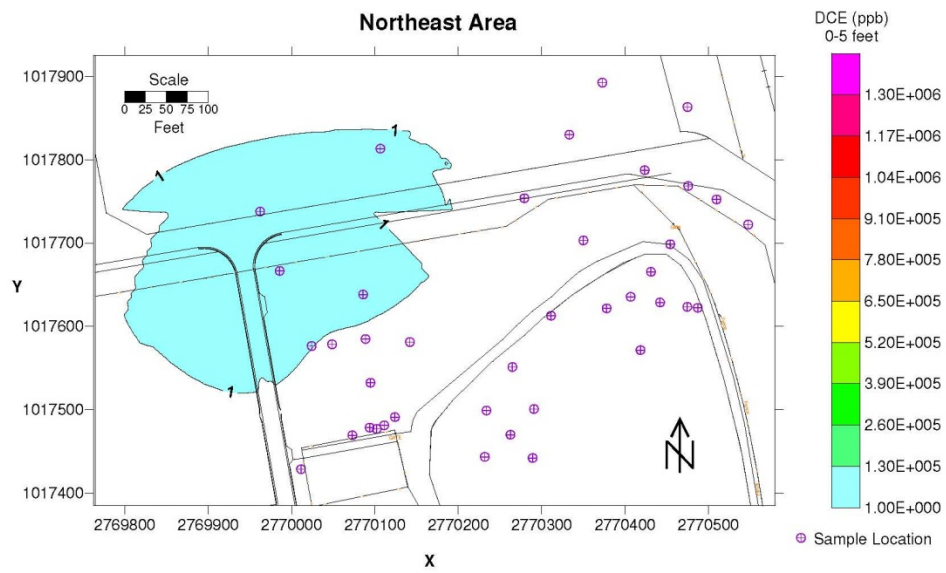 Northeast Area
DCE (ppb)
0-5 feet
1017900
1017800
1017700
1017600
1017500
1017400
Y
Scale
0 25 50 75 100
Feet
1
1
1
1
N
2769800 2769900 2770000 2770100 2770200 2770300 2770400 2770500
X
1.30E+006
1.17E+006
1.04E+006
9.10E+005
7.80E+005
6.50E+005
5.20E+005
3.90E+005
2.60E+005
1.30E+005
1.00E+000
Sample Location